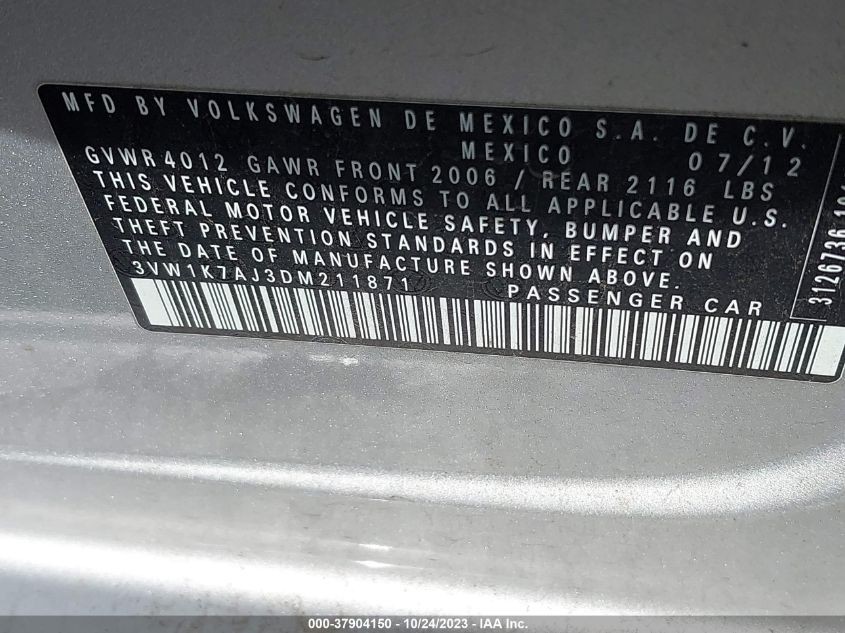 MFD BY VOLKSWAGEN DE MEXICO S.A. DE C.V.
MEXICO 07/12
GVWR 4012 GAWR FRONT 2006 / REAR 2116 LBS
THIS VEHICLE CONFORMS TO ALL APPLICABLE U.S.
FEDERAL MOTOR VEHICLE SAFETY, BUMPER AND
THEFT PREVENTION STANDARDS IN EFFECT ON
THE DATE OF MANUFACTURE SHOWN ABOVE.
3VW1K7AJ3DM211871 PASSENGER CAR
3126736
000-37904150 - 10/24/2023 - IAA Inc.